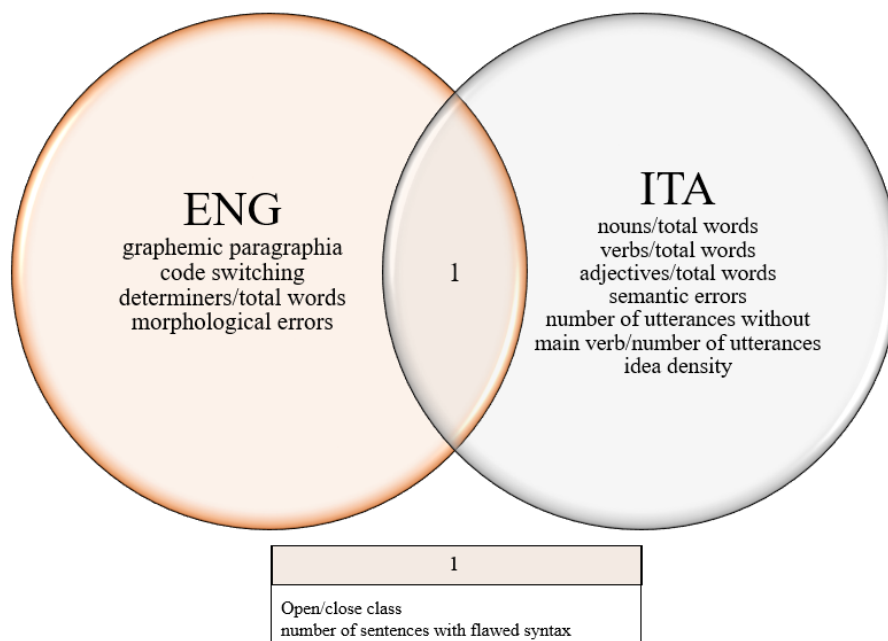 ENG
graphemic paragraphia
code switching
determiners/total words
morphological errors
1
ITA
nouns/total words
verbs/total words
adjectives/total words
semantic errors
number of utterances without
main verb/number of utterances
idea density
1
Open/close class
number of sentences with flawed syntax